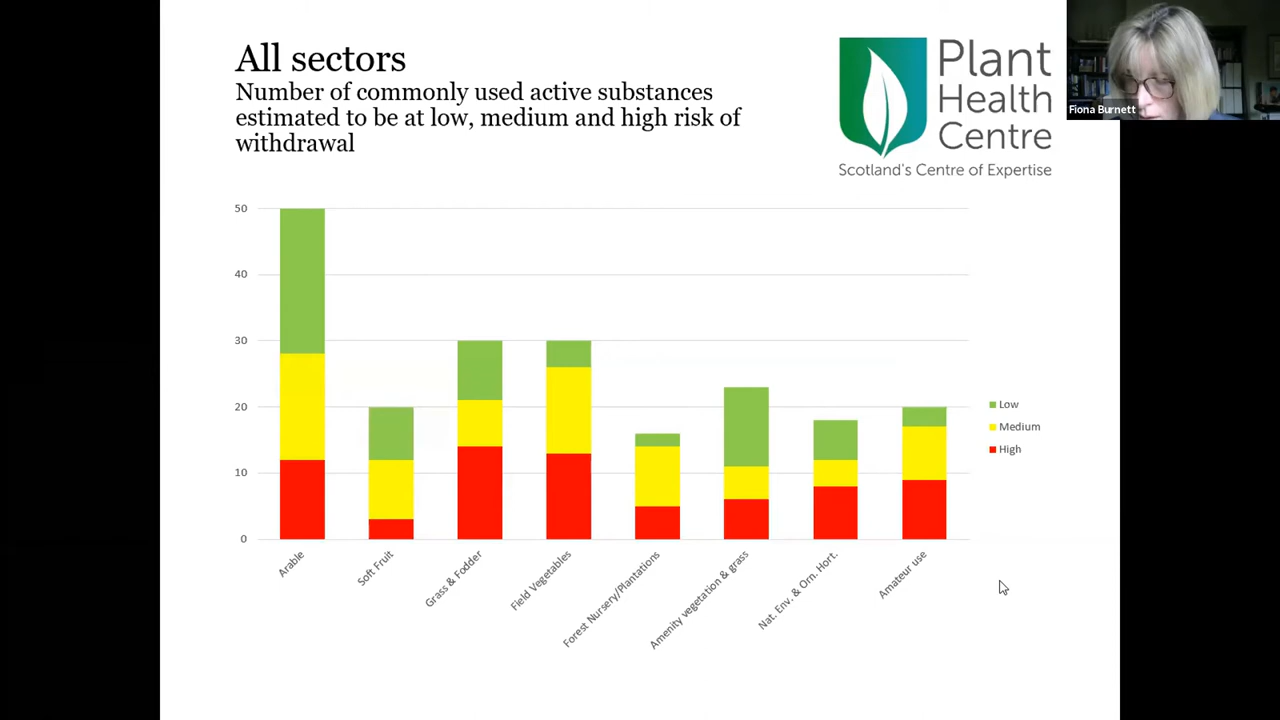 All sectors
Number of commonly used active substances
estimated to be at low, medium and high risk of
withdrawal
Plant
Health
Centre
Scotland's Centre of Expertise
Fiona Burnett
50
40
30
20
10
0
Low
Medium
High
Arable
Soft Fruit
Grass & Fodder
Field Vegetables
Forest Nursery/Plantations
Amenity vegetation & grass
Nat. Env. & Orn. Hort.
Amateur use